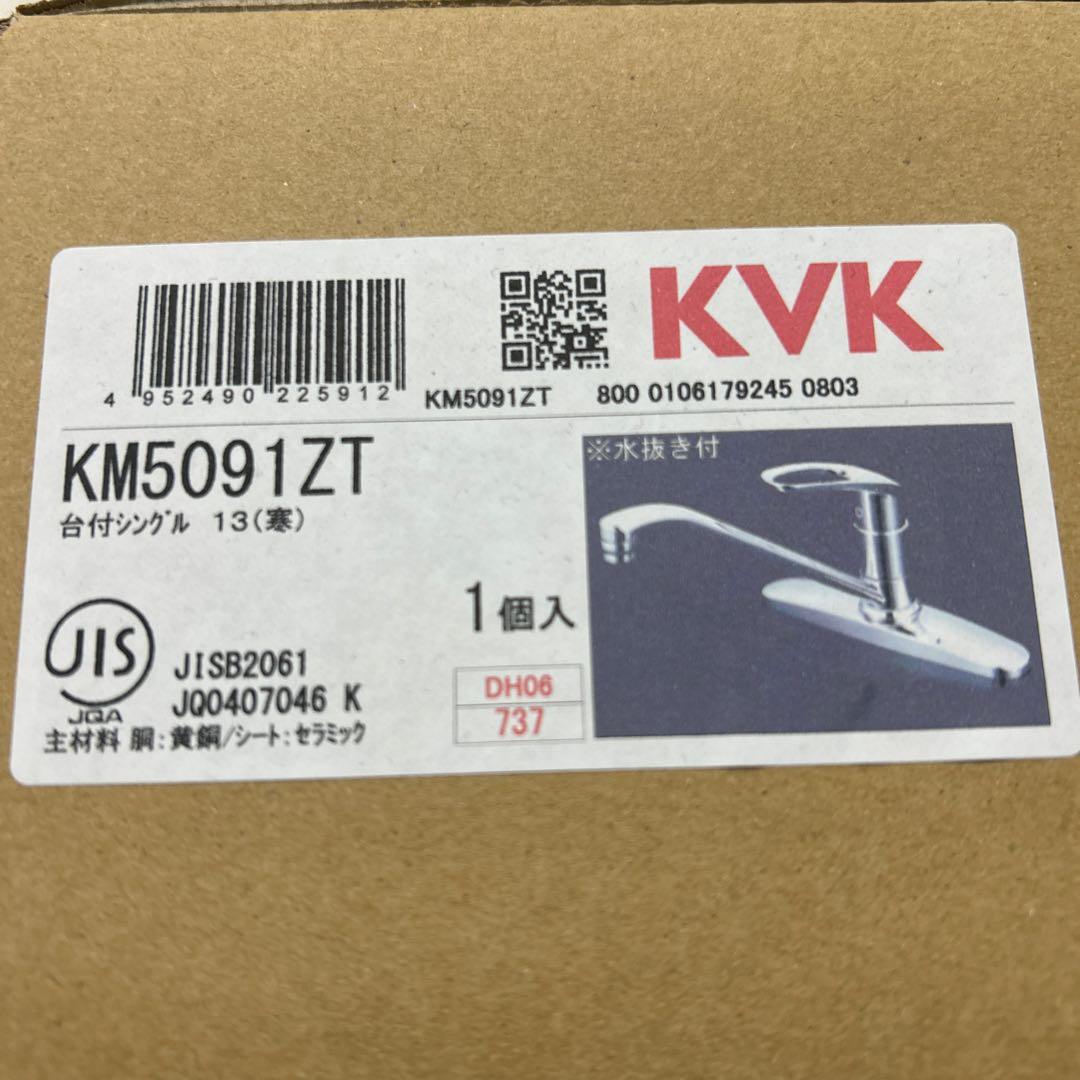 KVK
4 952490 225912
KM5091ZT
800 0106179245 0803
KM5091ZT
台付シングル 13(寒)
※水抜き付
1個入
JIS
JQA
JISB2061
JQ0407046 K
DH06
737
主材料 胴:黄銅/シート:セラミック